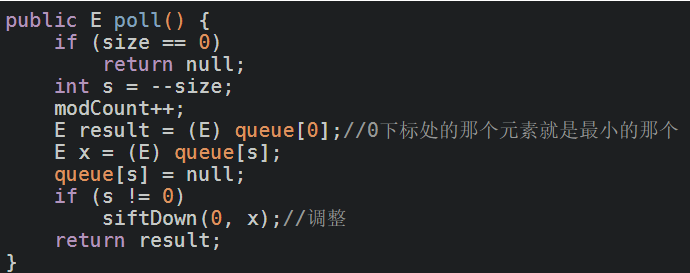 public E poll() {
    if (size == 0)
        return null;
    int s = --size;
    modCount++;
    E result = (E) queue[0];//0下标处的那个元素就是最小的那个
    E x = (E) queue[s];
    queue[s] = null;
    if (s != 0)
        siftDown(0, x);//调整
    return result;
}